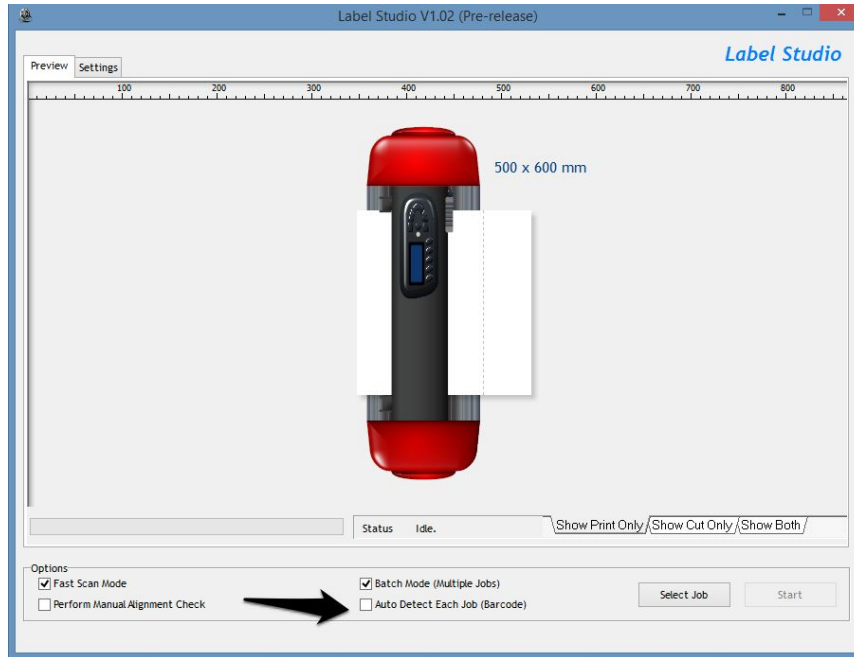 Label Studio V1.02 (Pre-release)
Label Studio
Preview Settings
100 200 300 400 500 600 700 800
500 x 600 mm
Status Idle.
Show Print Only Show Cut Only Show Both
Options
Fast Scan Mode
Batch Mode (Multiple Jobs)
Perform Manual Alignment Check
Auto Detect Each Job (Barcode)
Select Job
Start